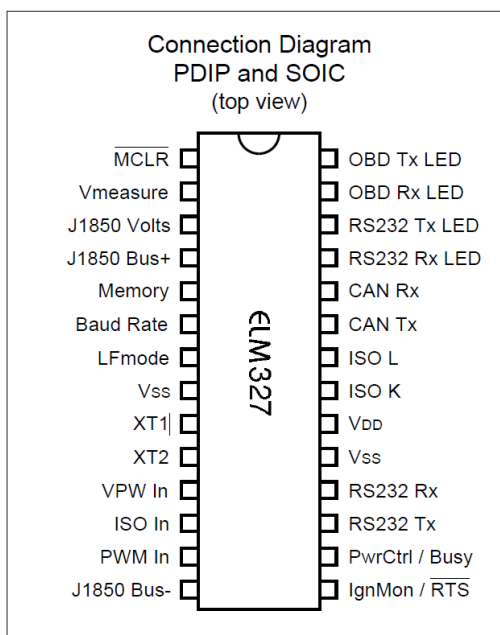 Connection Diagram
PDIP and SOIC
(top view)
MCLR OBD Tx LED
Vmeasure OBD Rx LED
J1850 Volts RS232 Tx LED
J1850 Bus+ RS232 Rx LED
Memory CAN Rx
Baud Rate CAN Tx
LFmode ISO L
Vss ISO K
XT1 VDD
XT2 Vss
VPW In RS232 Rx
ISO In RS232 Tx
PWM In PwrCtrl / Busy
J1850 Bus- IgnMon / RTS
ELM327